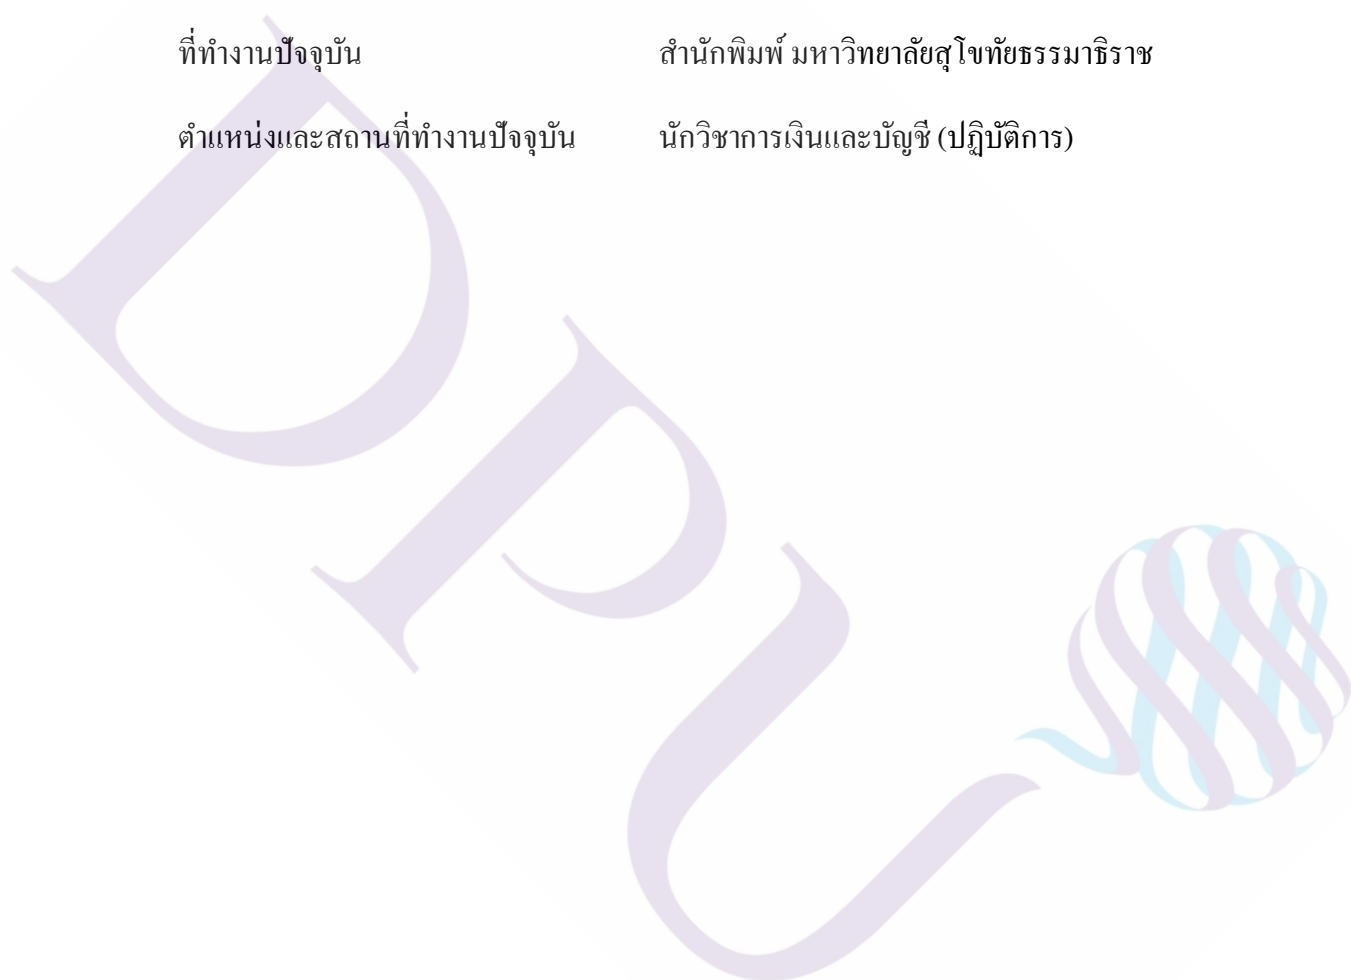 ที่ทำงานปัจจุบัน สำนักพิมพ์ มหาวิทยาลัยสุโขทัยธรรมาธิราช
ตำแหน่งและสถานที่ทำงานปัจจุบัน นักวิชาการเงินและบัญชี (ปฏิบัติการ)
DPU